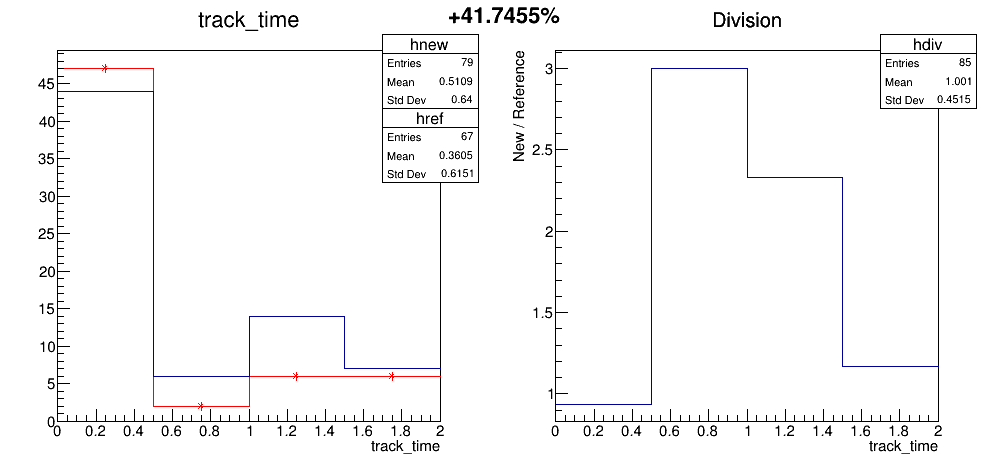 +41.7455%
track_time
hnew
Entries 79
Mean 0.5109
Std Dev 0.64
href
Entries 67
Mean 0.3605
Std Dev 0.6151
45
40
35
30
25
20
15
10
5
0
0 0.2 0.4 0.6 0.8 1 1.2 1.4 1.6 1.8 2
track_time
Division
hdiv
Entries 85
Mean 1.001
Std Dev 0.4515
New / Reference
3
2.5
2
1.5
1
0 0.2 0.4 0.6 0.8 1 1.2 1.4 1.6 1.8 2
track_time